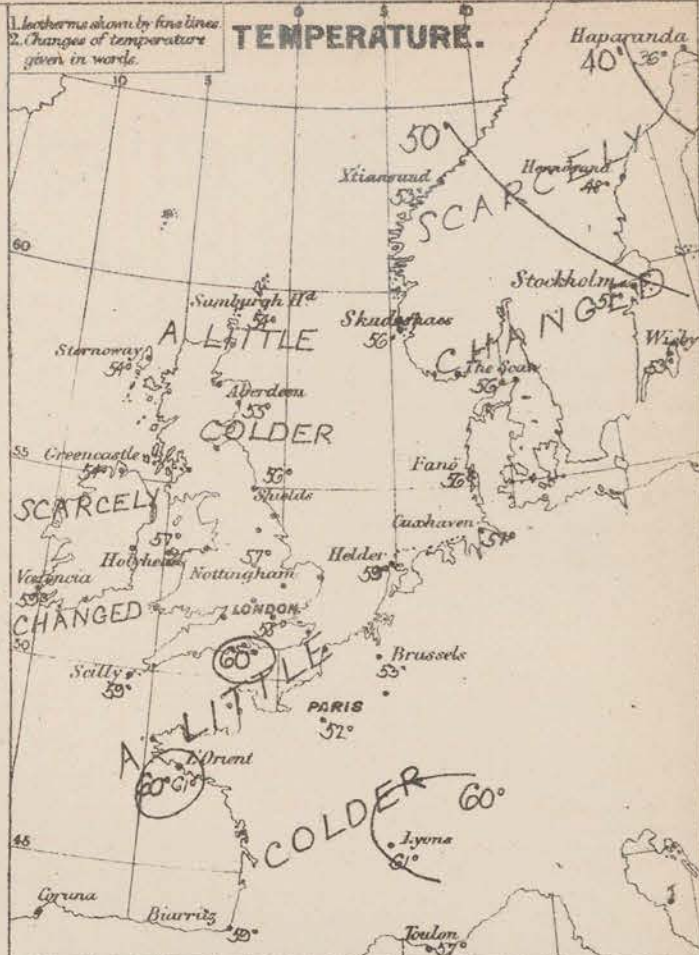 1. Isotherms shown by fine lines.
2. Changes of temperature
given in words.
TEMPERATURE.
0 5 10
10 5
Haparanda
40° 36°
50
Xtiansund
53°
Hernosand
48°
SCARCELY
60
Sumburgh Hd
54°
Stockholm
Skudesnaes
56°
CHANGED
Wisby
53°
The Scaw
56°
Stornoway
54°
A LITTLE
Aberdeen
55°
COLDER
55
Greencastle
54°
56°
Shields
Fanö
56°
SCARCELY
57°
Holyhead
57°
Nottingham
Cuxhaven
57°
Helder
59°
Valencia
CHANGED
LONDON
58°
50
60°
Scilly
59°
Brussels
53°
PARIS
52°
A LITTLE
L'Orient
60° 61°
COLDER
60°
Lyons
61°
45
Coruna
Biarritz
59°
Toulon
57°